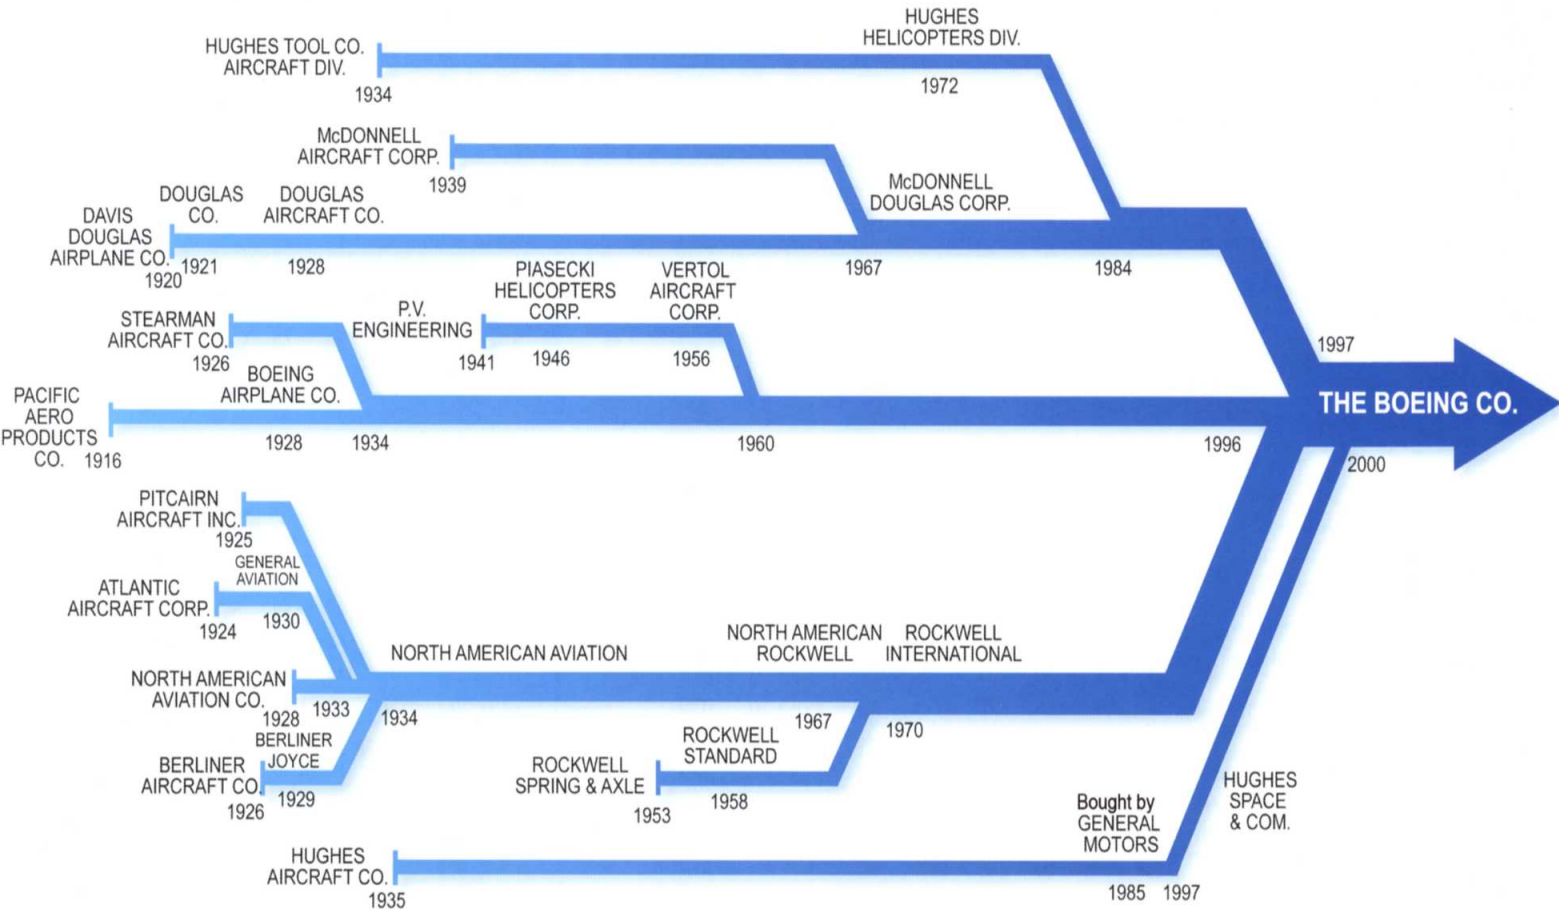 HUGHES
HELICOPTERS DIV.
HUGHES TOOL CO.
AIRCRAFT DIV.
1934
1972
McDONNELL
AIRCRAFT CORP.
1939
McDONNELL
DOUGLAS CORP.
DOUGLAS
CO.
DOUGLAS
AIRCRAFT CO.
DAVIS
DOUGLAS
AIRPLANE CO.
1920
1921
1928
1967
1984
PIASECKI
HELICOPTERS
CORP.
VERTOL
AIRCRAFT
CORP.
P.V.
ENGINEERING
1941
1946
1956
STEARMAN
AIRCRAFT CO.
1926
BOEING
AIRPLANE CO.
PACIFIC
AERO
PRODUCTS
CO.
1916
1928
1934
1960
1996
1997
THE BOEING CO.
2000
PITCAIRN
AIRCRAFT INC.
1925
GENERAL
AVIATION
ATLANTIC
AIRCRAFT CORP.
1924
1930
NORTH AMERICAN AVIATION
NORTH AMERICAN
ROCKWELL
ROCKWELL
INTERNATIONAL
NORTH AMERICAN
AVIATION CO.
1928
1933
1934
1967
1970
BERLINER
JOYCE
BERLINER
AIRCRAFT CO.
1926
1929
ROCKWELL
STANDARD
ROCKWELL
SPRING & AXLE
1953
1958
HUGHES
SPACE
& COM.
Bought by
GENERAL
MOTORS
HUGHES
AIRCRAFT CO.
1935
1985
1997